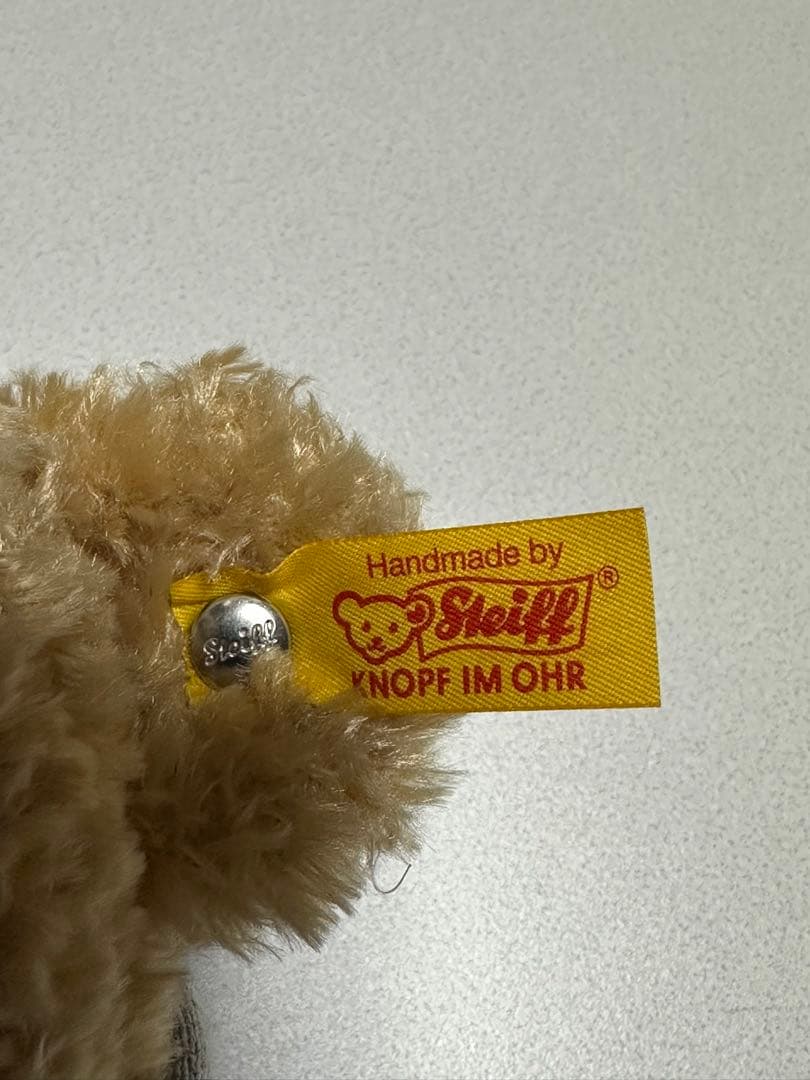 Handmade by
Steiff®
KNOPF IM OHR
Steiff